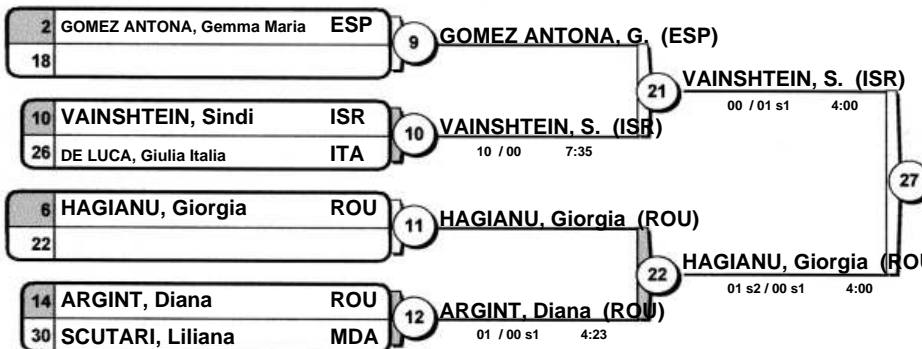 2 GOMEZ ANTONA, Gemma Maria ESP
18
9
GOMEZ ANTONA, G. (ESP)
21
VAINSHTEIN, S. (ISR)
00 / 01 s1 4:00
10 VAINSHTEIN, Sindi ISR
26 DE LUCA, Giulia Italia ITA
10
VAINSHTEIN, S. (ISR)
10 / 00 7:35
27
6 HAGIANU, Giorgia ROU
22
11
HAGIANU, Giorgia (ROU)
22
HAGIANU, Giorgia (ROU
01 s2 / 00 s1 4:00
14 ARGINT, Diana ROU
30 SCUTARI, Liliana MDA
12
ARGINT, Diana (ROU)
01 / 00 s1 4:23